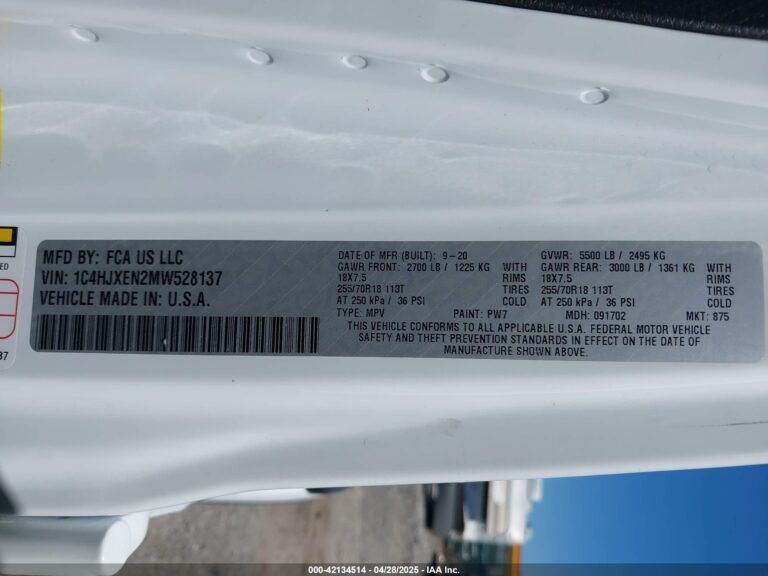 MFD BY: FCA US LLC
VIN: 1C4HJXEN2MW528137
VEHICLE MADE IN: U.S.A.
DATE OF MFR (BUILT): 9-20 GVWR: 5500 LB / 2495 KG
GAWR FRONT: 2700 LB / 1225 KG WITH GAWR REAR: 3000 LB / 1361 KG WITH
18X7.5 RIMS 18X7.5 RIMS
255/70R18 113T TIRES 255/70R18 113T TIRES
AT 250 kPa / 36 PSI COLD AT 250 kPa / 36 PSI COLD
TYPE: MPV PAINT: PW7 MDH: 091702 MKT: 875
THIS VEHICLE CONFORMS TO ALL APPLICABLE U.S.A. FEDERAL MOTOR VEHICLE
SAFETY AND THEFT PREVENTION STANDARDS IN EFFECT ON THE DATE OF
MANUFACTURE SHOWN ABOVE.
ED
37
000-42134514 - 04/28/2025 - IAA Inc.